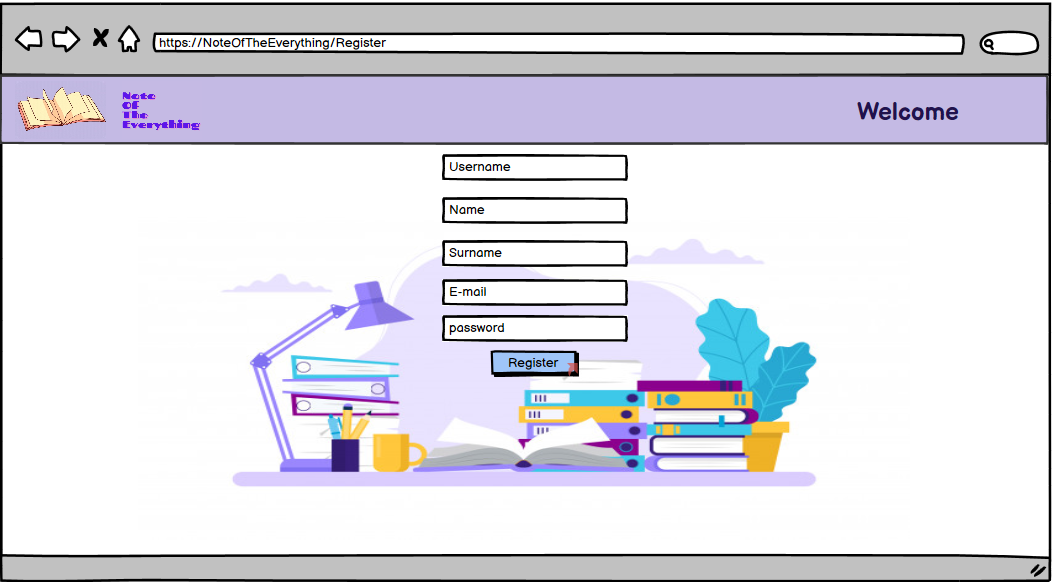 https://NoteOfTheEverything/Register
Note
Of
The
Everything
Welcome
Username
Name
Surname
E-mail
password
Register